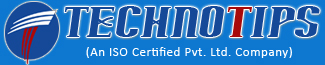 TECHNOTIPS
(An ISO Certified Pvt. Ltd. Company)